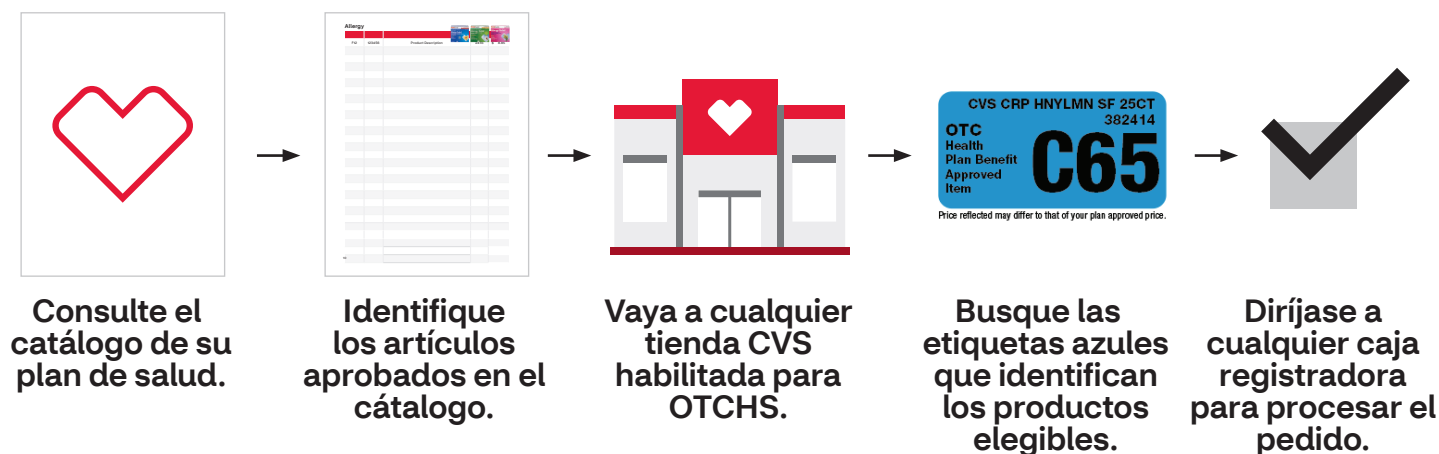 Allergy
Product Description
CVS CRP HNYLMN SF 25CT
382414
OTC
Health
Plan Benefit
Approved
Item
C65
Price reflected may differ to that of your plan approved price.
Consulte el
catálogo de su
plan de salud.
Identifique
los artículos
aprobados en el
cátalogo.
Vaya a cualquier
tienda CVS
habilitada para
OTCHS.
Busque las
etiquetas azules
que identifican
los productos
elegibles.
Diríjase a
cualquier caja
registradora
para procesar el
pedido.